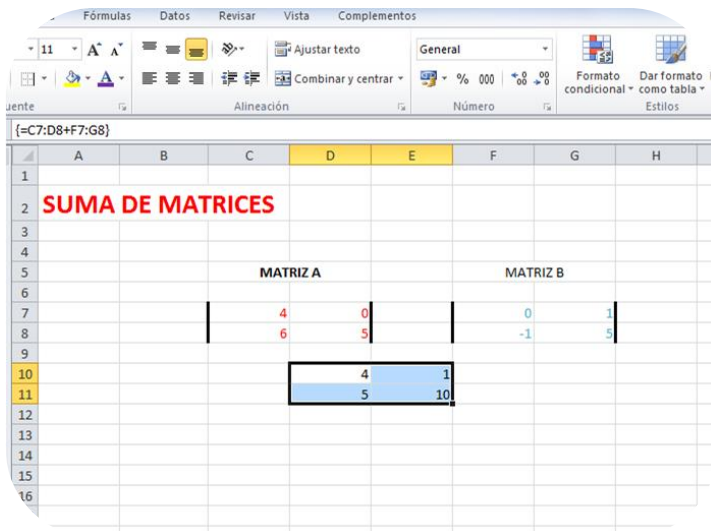 Fórmulas Datos Revisar Vista Complementos
11 A A Ajustar texto General
A Combinar y centrar % 000 Formato condicional Dar formato como tabla
Alineación Número Estilos
{=C7:D8+F7:G8}
A B C D E F G H
1
2 SUMA DE MATRICES
3
4
5 MATRIZ A MATRIZ B
6
7 4 0 0 1
8 6 5 -1 5
9
10 4 1
11 5 10
12
13
14
15
16